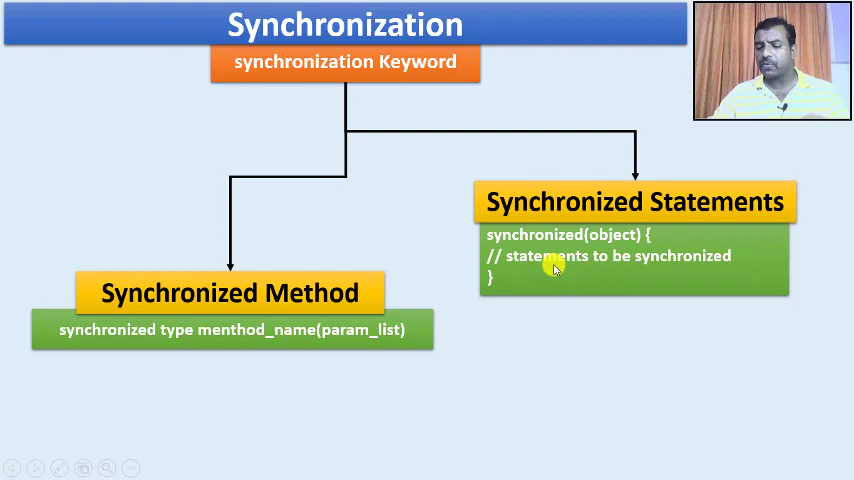 Synchronization
synchronization Keyword
Synchronized Statements
synchronized(object) {
// statements to be synchronized
}
Synchronized Method
synchronized type menthod_name(param_list)